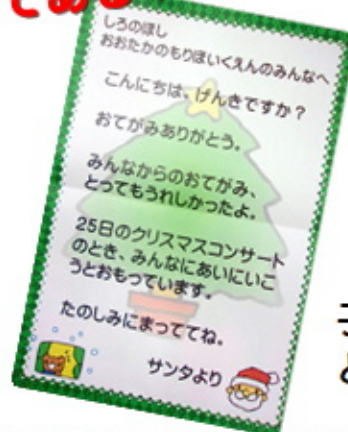 しろのほし
おおたかのもりほいくえんのみんなへ
こんにちは、げんきですか？
おてがみありがとう。
みんなからのおてがみ、
とってもうれしかったよ。
25日のクリスマスコンサート
のとき、みんなにあいにいこ
うとおもっています。
たのしみにまっててね。
サンタより